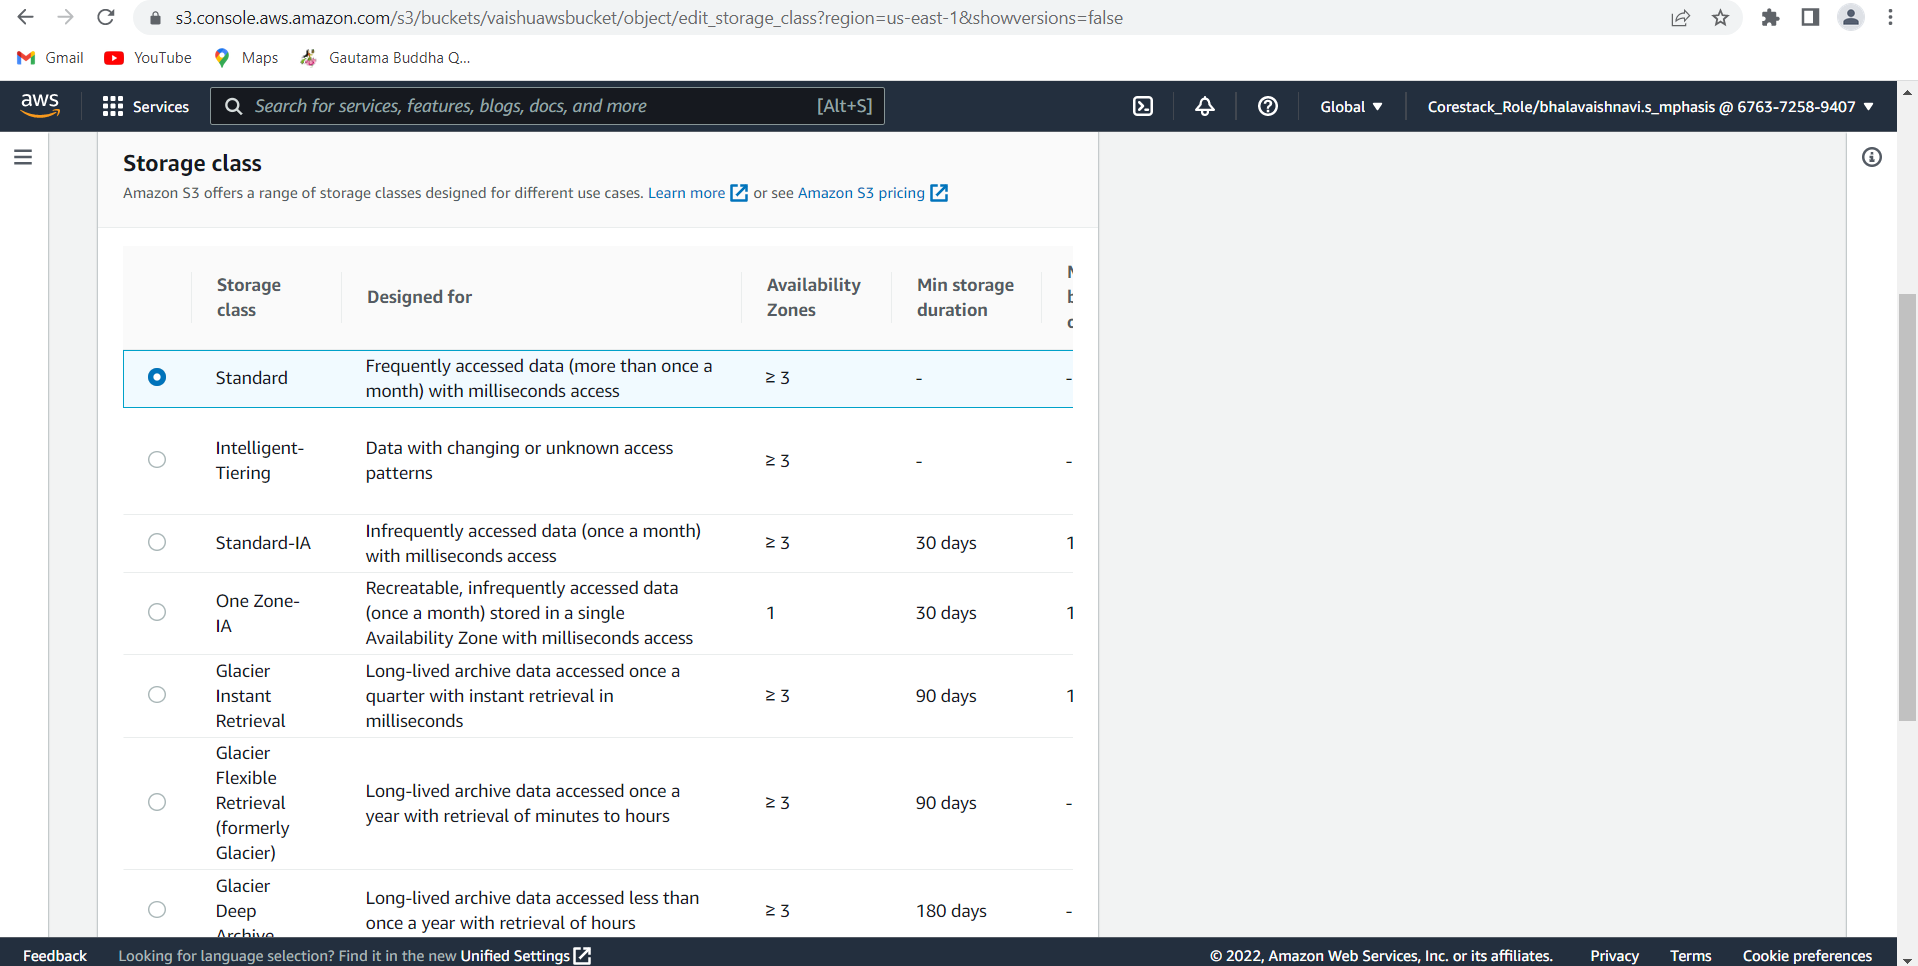 s3.console.aws.amazon.com/s3/buckets/vaishuawsbucket/object/edit_storage_class?region=us-east-1&showversions=false
Gmail YouTube Maps Gautama Buddha Q...
aws Services Search for services, features, blogs, docs, and more [Alt+S] Global Corestack_Role/bhalavaishnavi.s_mphasis @ 6763-7258-9407
Storage class
Amazon S3 offers a range of storage classes designed for different use cases. Learn more or see Amazon S3 pricing
Storage
class
Designed for
Availability
Zones
Min storage
duration
Standard
Frequently accessed data (more than once a
month) with milliseconds access
≥ 3
-
-
Intelligent-
Tiering
Data with changing or unknown access
patterns
≥ 3
-
-
Standard-IA
Infrequently accessed data (once a month)
with milliseconds access
≥ 3
30 days
1
One Zone-
IA
Recreatable, infrequently accessed data
(once a month) stored in a single
Availability Zone with milliseconds access
1
30 days
1
Glacier
Instant
Retrieval
Long-lived archive data accessed once a
quarter with instant retrieval in
milliseconds
≥ 3
90 days
1
Glacier
Flexible
Retrieval
(formerly
Glacier)
Long-lived archive data accessed once a
year with retrieval of minutes to hours
≥ 3
90 days
-
Glacier
Deep
Archive
Long-lived archive data accessed less than
once a year with retrieval of hours
≥ 3
180 days
-
Feedback Looking for language selection? Find it in the new Unified Settings © 2022, Amazon Web Services, Inc. or its affiliates. Privacy Terms Cookie preferences